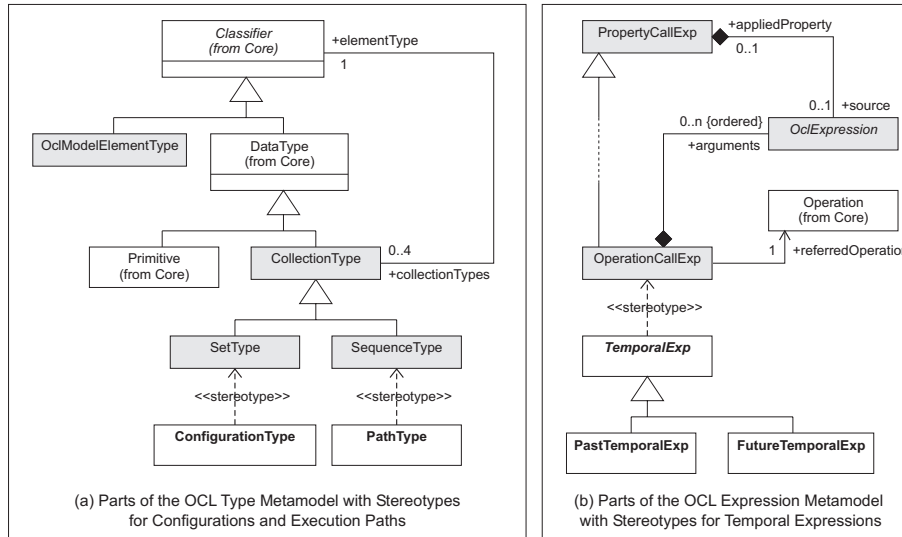 Classifier
(from Core)
+elementType
1
OclModelElementType
DataType
(from Core)
Primitive
(from Core)
CollectionType
0..4
+collectionTypes
SetType
SequenceType
<<stereotype>>
<<stereotype>>
ConfigurationType
PathType
(a) Parts of the OCL Type Metamodel with Stereotypes
for Configurations and Execution Paths
PropertyCallExp
+appliedProperty
0..1
0..1
+source
0..n {ordered}
+arguments
OclExpression
Operation
(from Core)
OperationCallExp
1
+referredOperation
<<stereotype>>
TemporalExp
PastTemporalExp
FutureTemporalExp
(b) Parts of the OCL Expression Metamodel
with Stereotypes for Temporal Expressions